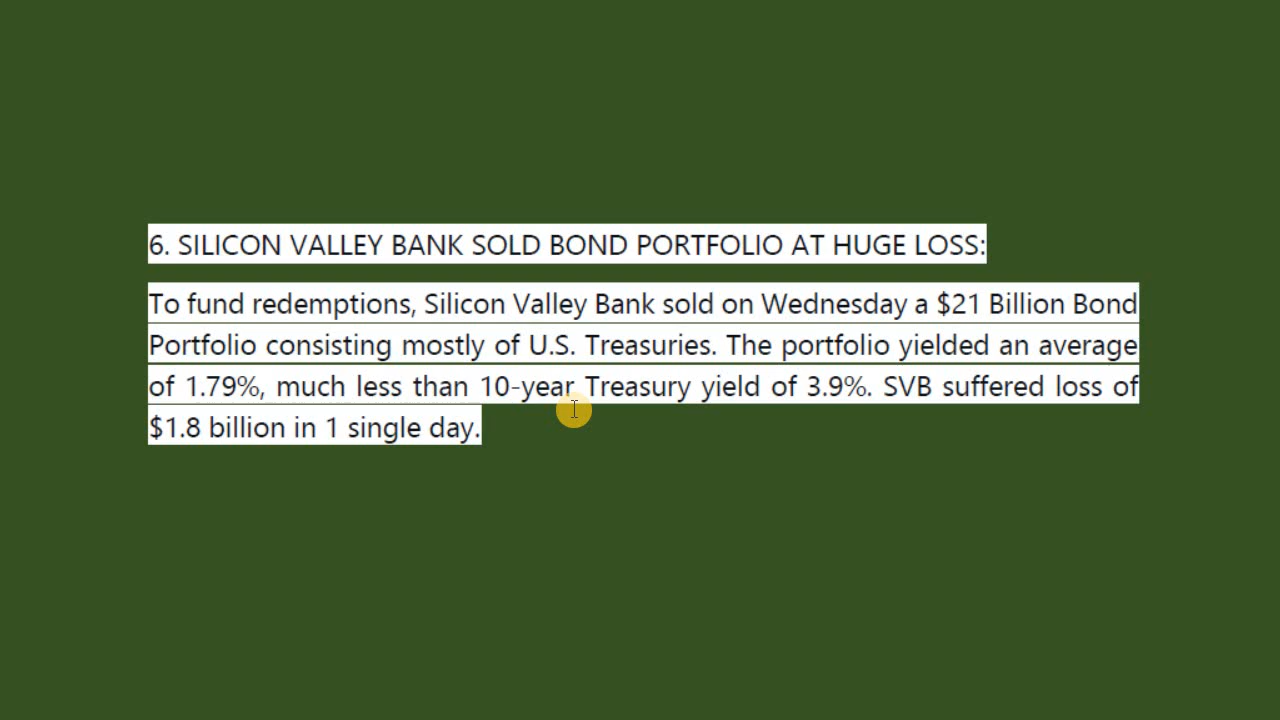 6. SILICON VALLEY BANK SOLD BOND PORTFOLIO AT HUGE LOSS:
To fund redemptions, Silicon Valley Bank sold on Wednesday a $21 Billion Bond
Portfolio consisting mostly of U.S. Treasuries. The portfolio yielded an average
of 1.79%, much less than 10-year Treasury yield of 3.9%. SVB suffered loss of
$1.8 billion in 1 single day.